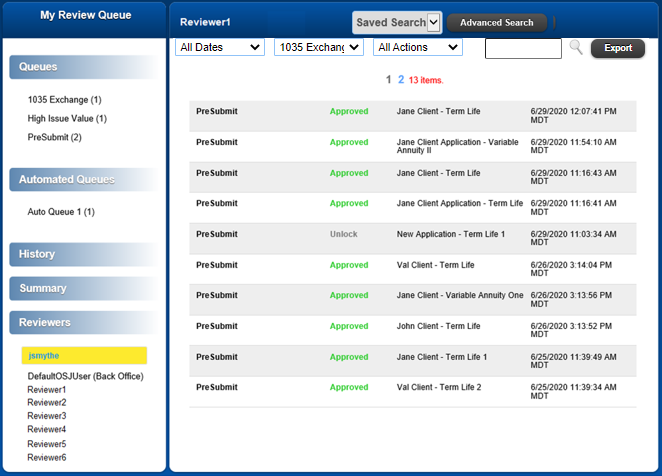 My Review Queue
Queues
1035 Exchange (1)
High Issue Value (1)
PreSubmit (2)
Automated Queues
Auto Queue 1 (1)
History
Summary
Reviewers
jsmythe
DefaultOSJUser (Back Office)
Reviewer1
Reviewer2
Reviewer3
Reviewer4
Reviewer5
Reviewer6
Reviewer1 Saved Search Advanced Search
All Dates 1035 Exchang All Actions Export
1 2 13 items.
PreSubmit Approved Jane Client - Term Life 6/29/2020 12:07:41 PM
MDT
PreSubmit Approved Jane Client Application - Variable 6/29/2020 11:54:10 AM
Annuity II MDT
PreSubmit Approved Jane Client - Term Life 6/29/2020 11:16:43 AM
MDT
PreSubmit Approved Jane Client Application - Term Life 6/29/2020 11:16:41 AM
MDT
PreSubmit Unlock New Application - Term Life 1 6/29/2020 11:03:34 AM
MDT
PreSubmit Approved Val Client - Term Life 6/26/2020 3:14:04 PM
MDT
PreSubmit Approved Jane Client - Variable Annuity One 6/26/2020 3:13:56 PM
MDT
PreSubmit Approved John Client - Term Life 6/26/2020 3:13:52 PM
MDT
PreSubmit Approved Jane Client - Term Life 1 6/25/2020 11:39:49 AM
MDT
PreSubmit Approved Val Client - Term Life 2 6/25/2020 11:39:34 AM
MDT